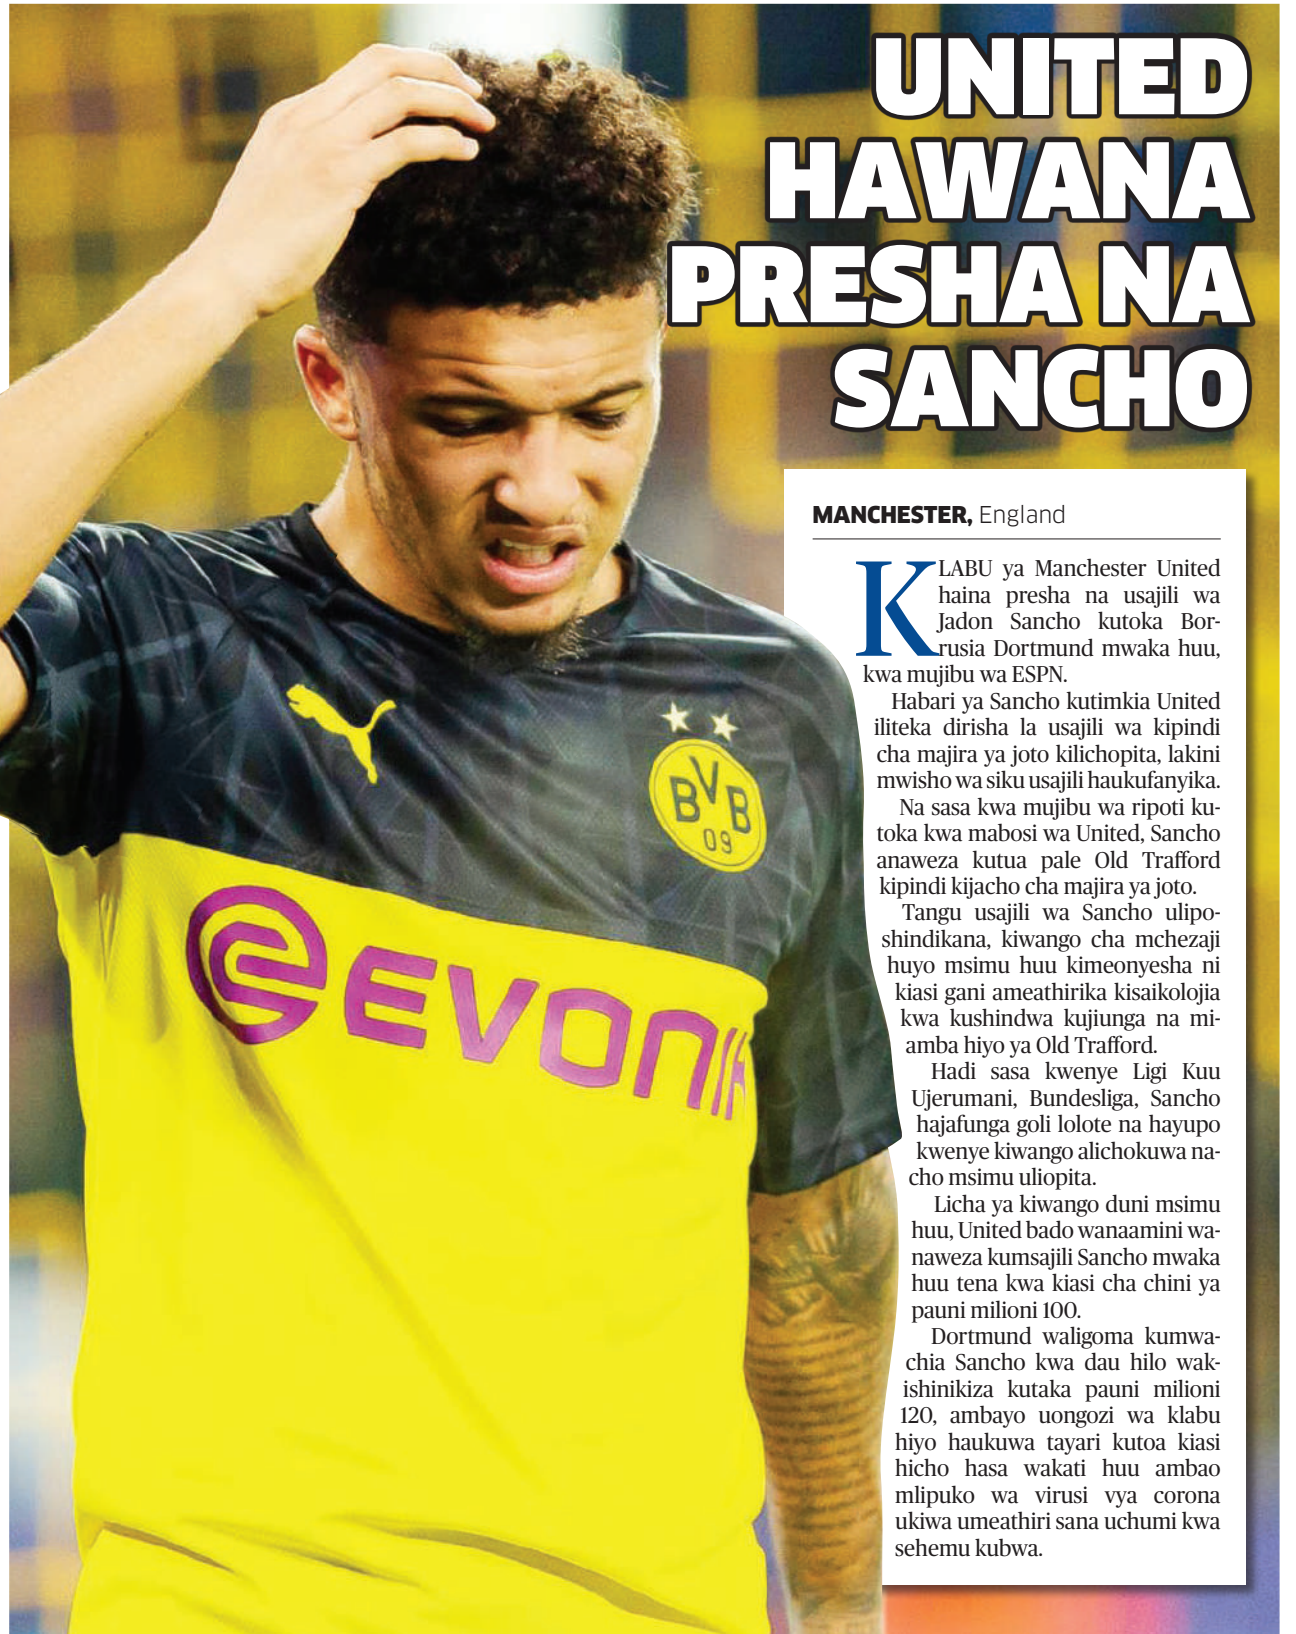 UNITED
HAWANA
PRESHA NA
SANCHO
MANCHESTER, England
KLABU ya Manchester United
haina presha na usajili wa
Jadon Sancho kutoka Bor-
rusia Dortmund mwaka huu,
kwa mujibu wa ESPN.
Habari ya Sancho kutimkia United
iliteka dirisha la usajili wa kipindi
cha majira ya joto kilichopita, lakini
mwisho wa siku usajili haukufanyika.
Na sasa kwa mujibu wa ripoti ku-
toka kwa mabosi wa United, Sancho
anaweza kutua pale Old Trafford
kipindi kijacho cha majira ya joto.
Tangu usajili wa Sancho ulipo-
shindikana, kiwango cha mchezaji
huyo msimu huu kimeonyesha ni
kiasi gani ameathirika kisaikolojia
kwa kushindwa kujiunga na mi-
amba hiyo ya Old Trafford.
Hadi sasa kwenye Ligi Kuu
Ujerumani, Bundesliga, Sancho
hajafunga goli lolote na hayupo
kwenye kiwango alichokuwa na-
cho msimu uliopita.
Licha ya kiwango duni msimu
huu, United bado wanaamini wa-
naweza kumsajili Sancho mwaka
huu tena kwa kiasi cha chini ya
pauni milioni 100.
Dortmund waligoma kumwa-
chia Sancho kwa dau hilo wak-
ishinikiza kutaka pauni milioni
120, ambayo uongozi wa klabu
hiyo haukuwa tayari kutoa kiasi
hicho hasa wakati huu ambao
mlipuko wa virusi vya corona
ukiwa umeathiri sana uchumi kwa
sehemu kubwa.
BVB
09
EVONIK